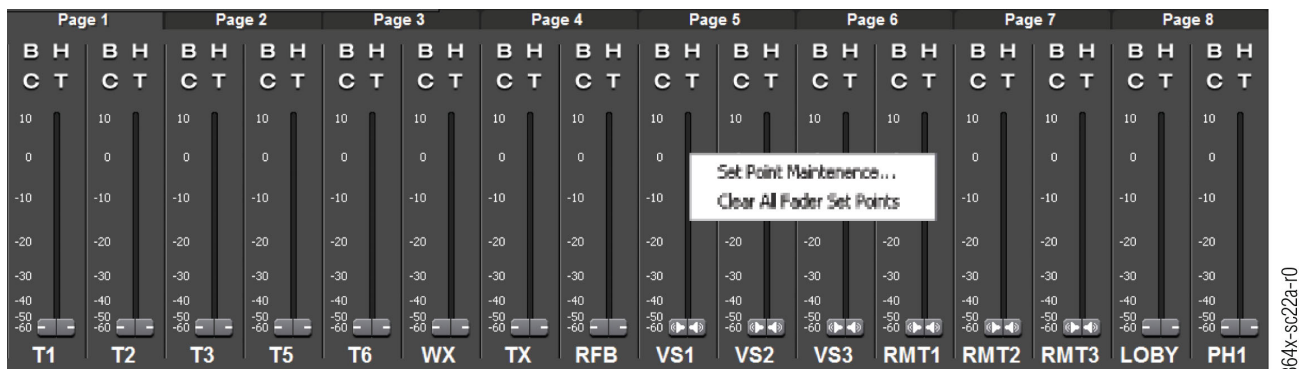 Page 1 Page 2 Page 3 Page 4 Page 5 Page 6 Page 7 Page 8
B H B H B H B H B H B H B H B H B H B H B H B H B H B H B H B H
C T C T C T C T C T C T C T C T C T C T C T C T C T C T C T C T
10 10 10 10 10 10 10 10 10 10 10 10 10 10 10 10
0 0 0 0 0 0 0 0 0 0 0 0 0
Set Point Maintenence...
-10 -10 -10 -10 -10 -10 -10 -10 -10 -10 -10 -10 -10
Clear All Fader Set Points
-20 -20 -20 -20 -20 -20 -20 -20 -20 -20 -20 -20 -20 -20 -20 -20
-30 -30 -30 -30 -30 -30 -30 -30 -30 -30 -30 -30 -30 -30 -30 -30
-40 -40 -40 -40 -40 -40 -40 -40 -40 -40 -40 -40 -40 -40 -40 -40
-50 -50 -50 -50 -50 -50 -50 -50 -50 -50 -50 -50 -50 -50 -50 -50
-60 -60 -60 -60 -60 -60 -60 -60 -60 -60 -60 -60 -60 -60 -60 -60
T1 T2 T3 T5 T6 WX TX RFB VS1 VS2 VS3 RMT1 RMT2 RMT3 LOBY PH1
864x-sc22a-r0